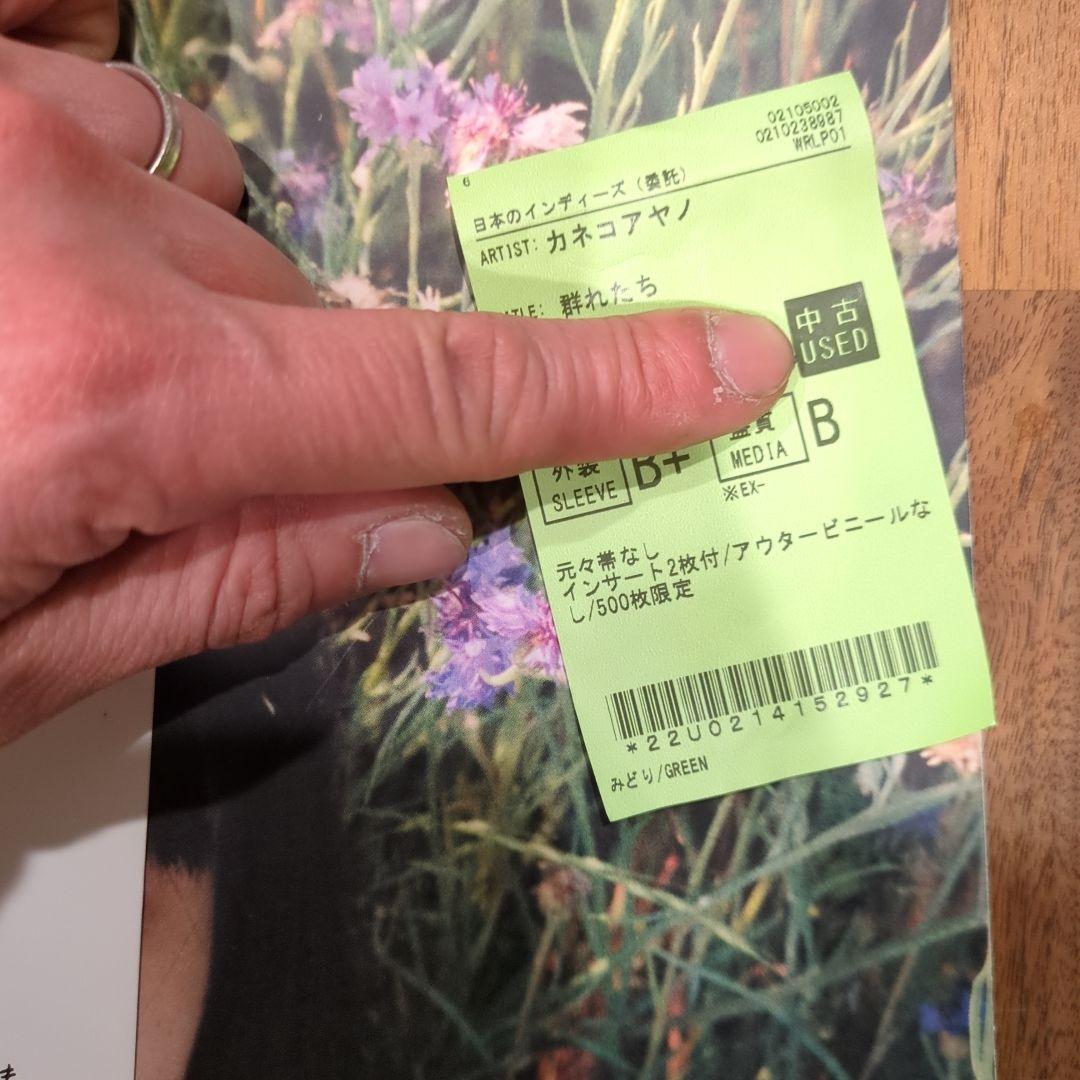 02105002
0210238987
WRLP01
6
日本のインディーズ (委託)
ARTIST: カネコアヤノ
TITLE: 群れたち
中古
USED
外装
SLEEVE
B+
盤質
MEDIA
B
※EX-
元々帯なし
インサート2枚付/アウタービニールな
し/500枚限定
*22U0214152927*
みどり/GREEN